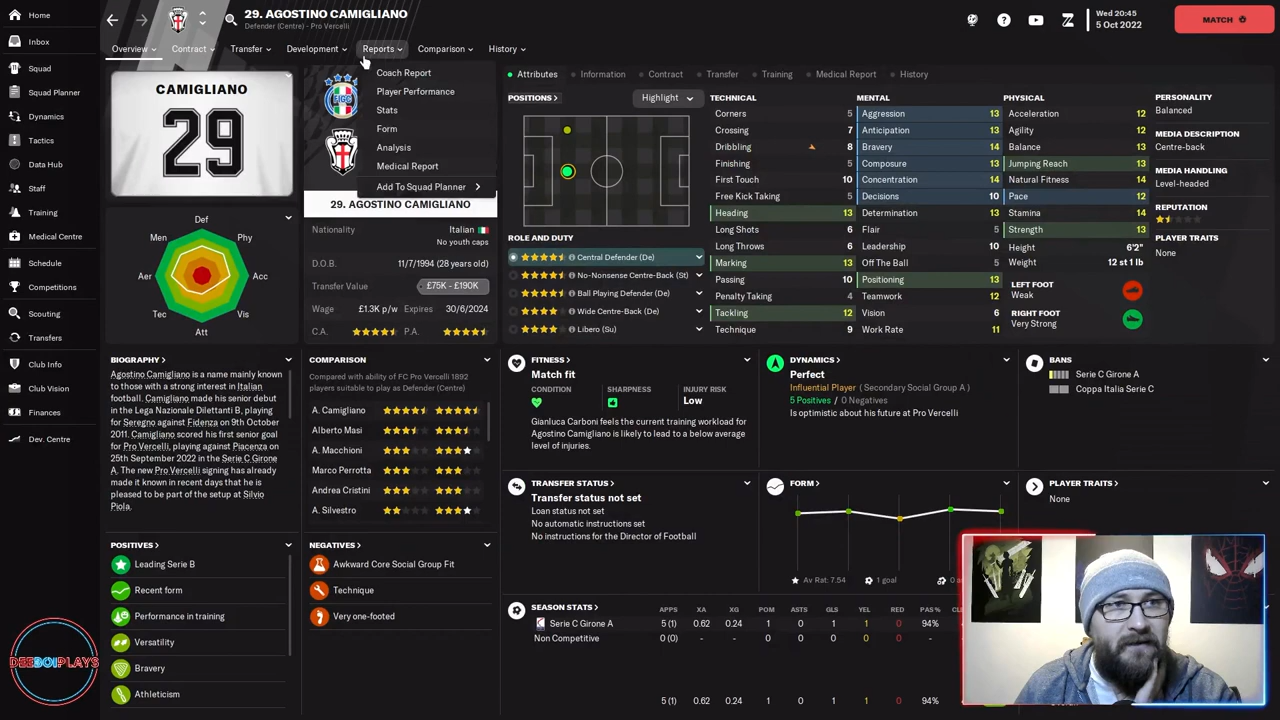 29. AGOSTINO CAMIGLIANO
Defender (Centre) - Pro Vercelli
Wed 20:45
5 Oct 2022
MATCH
Home
Inbox
Squad
Squad Planner
Dynamics
Tactics
Data Hub
Staff
Training
Medical Centre
Schedule
Competitions
Scouting
Transfers
Club Info
Club Vision
Finances
Dev. Centre
DEEBOIPLAYS
Overview
Contract
Transfer
Development
Reports
Comparison
History
Coach Report
Player Performance
Stats
Form
Analysis
Medical Report
Add To Squad Planner
CAMIGLIANO
29
FIGC
29. AGOSTINO CAMIGLIANO
Nationality Italian
No youth caps
D.O.B. 11/7/1994 (28 years old)
Transfer Value £75K - £190K
Wage £1.3K p/w Expires 30/6/2024
C.A. P.A.
Def
Phy
Acc
Vis
Att
Tec
Aer
Men
Attributes
Information
Contract
Transfer
Training
Medical Report
History
POSITIONS
Highlight
ROLE AND DUTY
Central Defender (De)
No-Nonsense Centre-Back (St)
Ball Playing Defender (De)
Wide Centre-Back (De)
Libero (Su)
TECHNICAL
Corners 5
Crossing 7
Dribbling 8
Finishing 5
First Touch 10
Free Kick Taking 5
Heading 13
Long Shots 6
Long Throws 6
Marking 13
Passing 10
Penalty Taking 4
Tackling 12
Technique 9
MENTAL
Aggression 13
Anticipation 13
Bravery 14
Composure 13
Concentration 14
Decisions 10
Determination 13
Flair 5
Leadership 10
Off The Ball 5
Positioning 13
Teamwork 12
Vision 6
Work Rate 11
PHYSICAL
Acceleration 12
Agility 12
Balance 13
Jumping Reach 13
Natural Fitness 14
Pace 12
Stamina 14
Strength 13
Height 6'2"
Weight 12 st 1 lb
PERSONALITY
Balanced
MEDIA DESCRIPTION
Centre-back
MEDIA HANDLING
Level-headed
REPUTATION
PLAYER TRAITS
None
LEFT FOOT
Weak
RIGHT FOOT
Very Strong
BIOGRAPHY
Agostino Camigliano is a name mainly
known to those with a strong interest in Italian
football. Camigliano made his senior debut
in the Lega Nazionale Dilettanti B, playing
for Seregno against Fidenza on 9th October
2011. Camigliano scored his first senior goal
for Pro Vercelli, playing against Piacenza on
25th September 2022 in the Serie C Girone
A. The new Pro Vercelli signing has already
made it known in recent days that he is
pleased to be part of the setup at Silvio
Piola.
COMPARISON
Compared with ability of FC Pro Vercelli 1892
players suitable to play as Defender (Centre)
A. Camigliano
Alberto Masi
A. Macchioni
Marco Perrotta
Andrea Cristini
A. Silvestro
FITNESS
Match fit
CONDITION
SHARPNESS
INJURY RISK
Low
Gianluca Carboni feels the current training workload for
Agostino Camigliano is likely to lead to a below average
level of injuries.
DYNAMICS
Perfect
Influential Player ( Secondary Social Group A )
5 Positives / 0 Negatives
Is optimistic about his future at Pro Vercelli
BANS
Serie C Girone A
Coppa Italia Serie C
TRANSFER STATUS
Transfer status not set
Loan status not set
No automatic instructions set
No instructions for the Director of Football
FORM
Av Rat: 7.54
1 goal
PLAYER TRAITS
None
POSITIVES
Leading Serie B
Recent form
Performance in training
Versatility
Bravery
Athleticism
NEGATIVES
Awkward Core Social Group Fit
Technique
Very one-footed
SEASON STATS
APPS XA XG POM ASTS GLS YEL RED PAS%
Serie C Girone A 5 (1) 0.62 0.24 1 0 1 1 0 94%
Non Competitive 0 (0) - - 0 0 0 0 0 -
5 (1) 0.62 0.24 1 0 1 1 0 94%